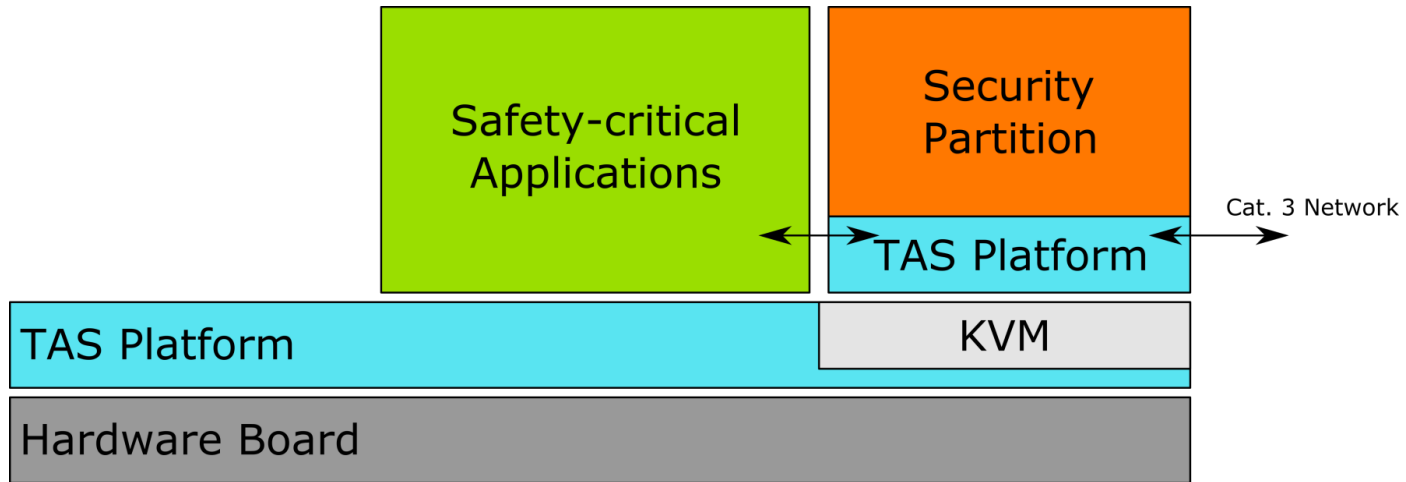 Safety-critical
Applications
Security
Partition
Cat. 3 Network
TAS Platform
TAS Platform
KVM
Hardware Board